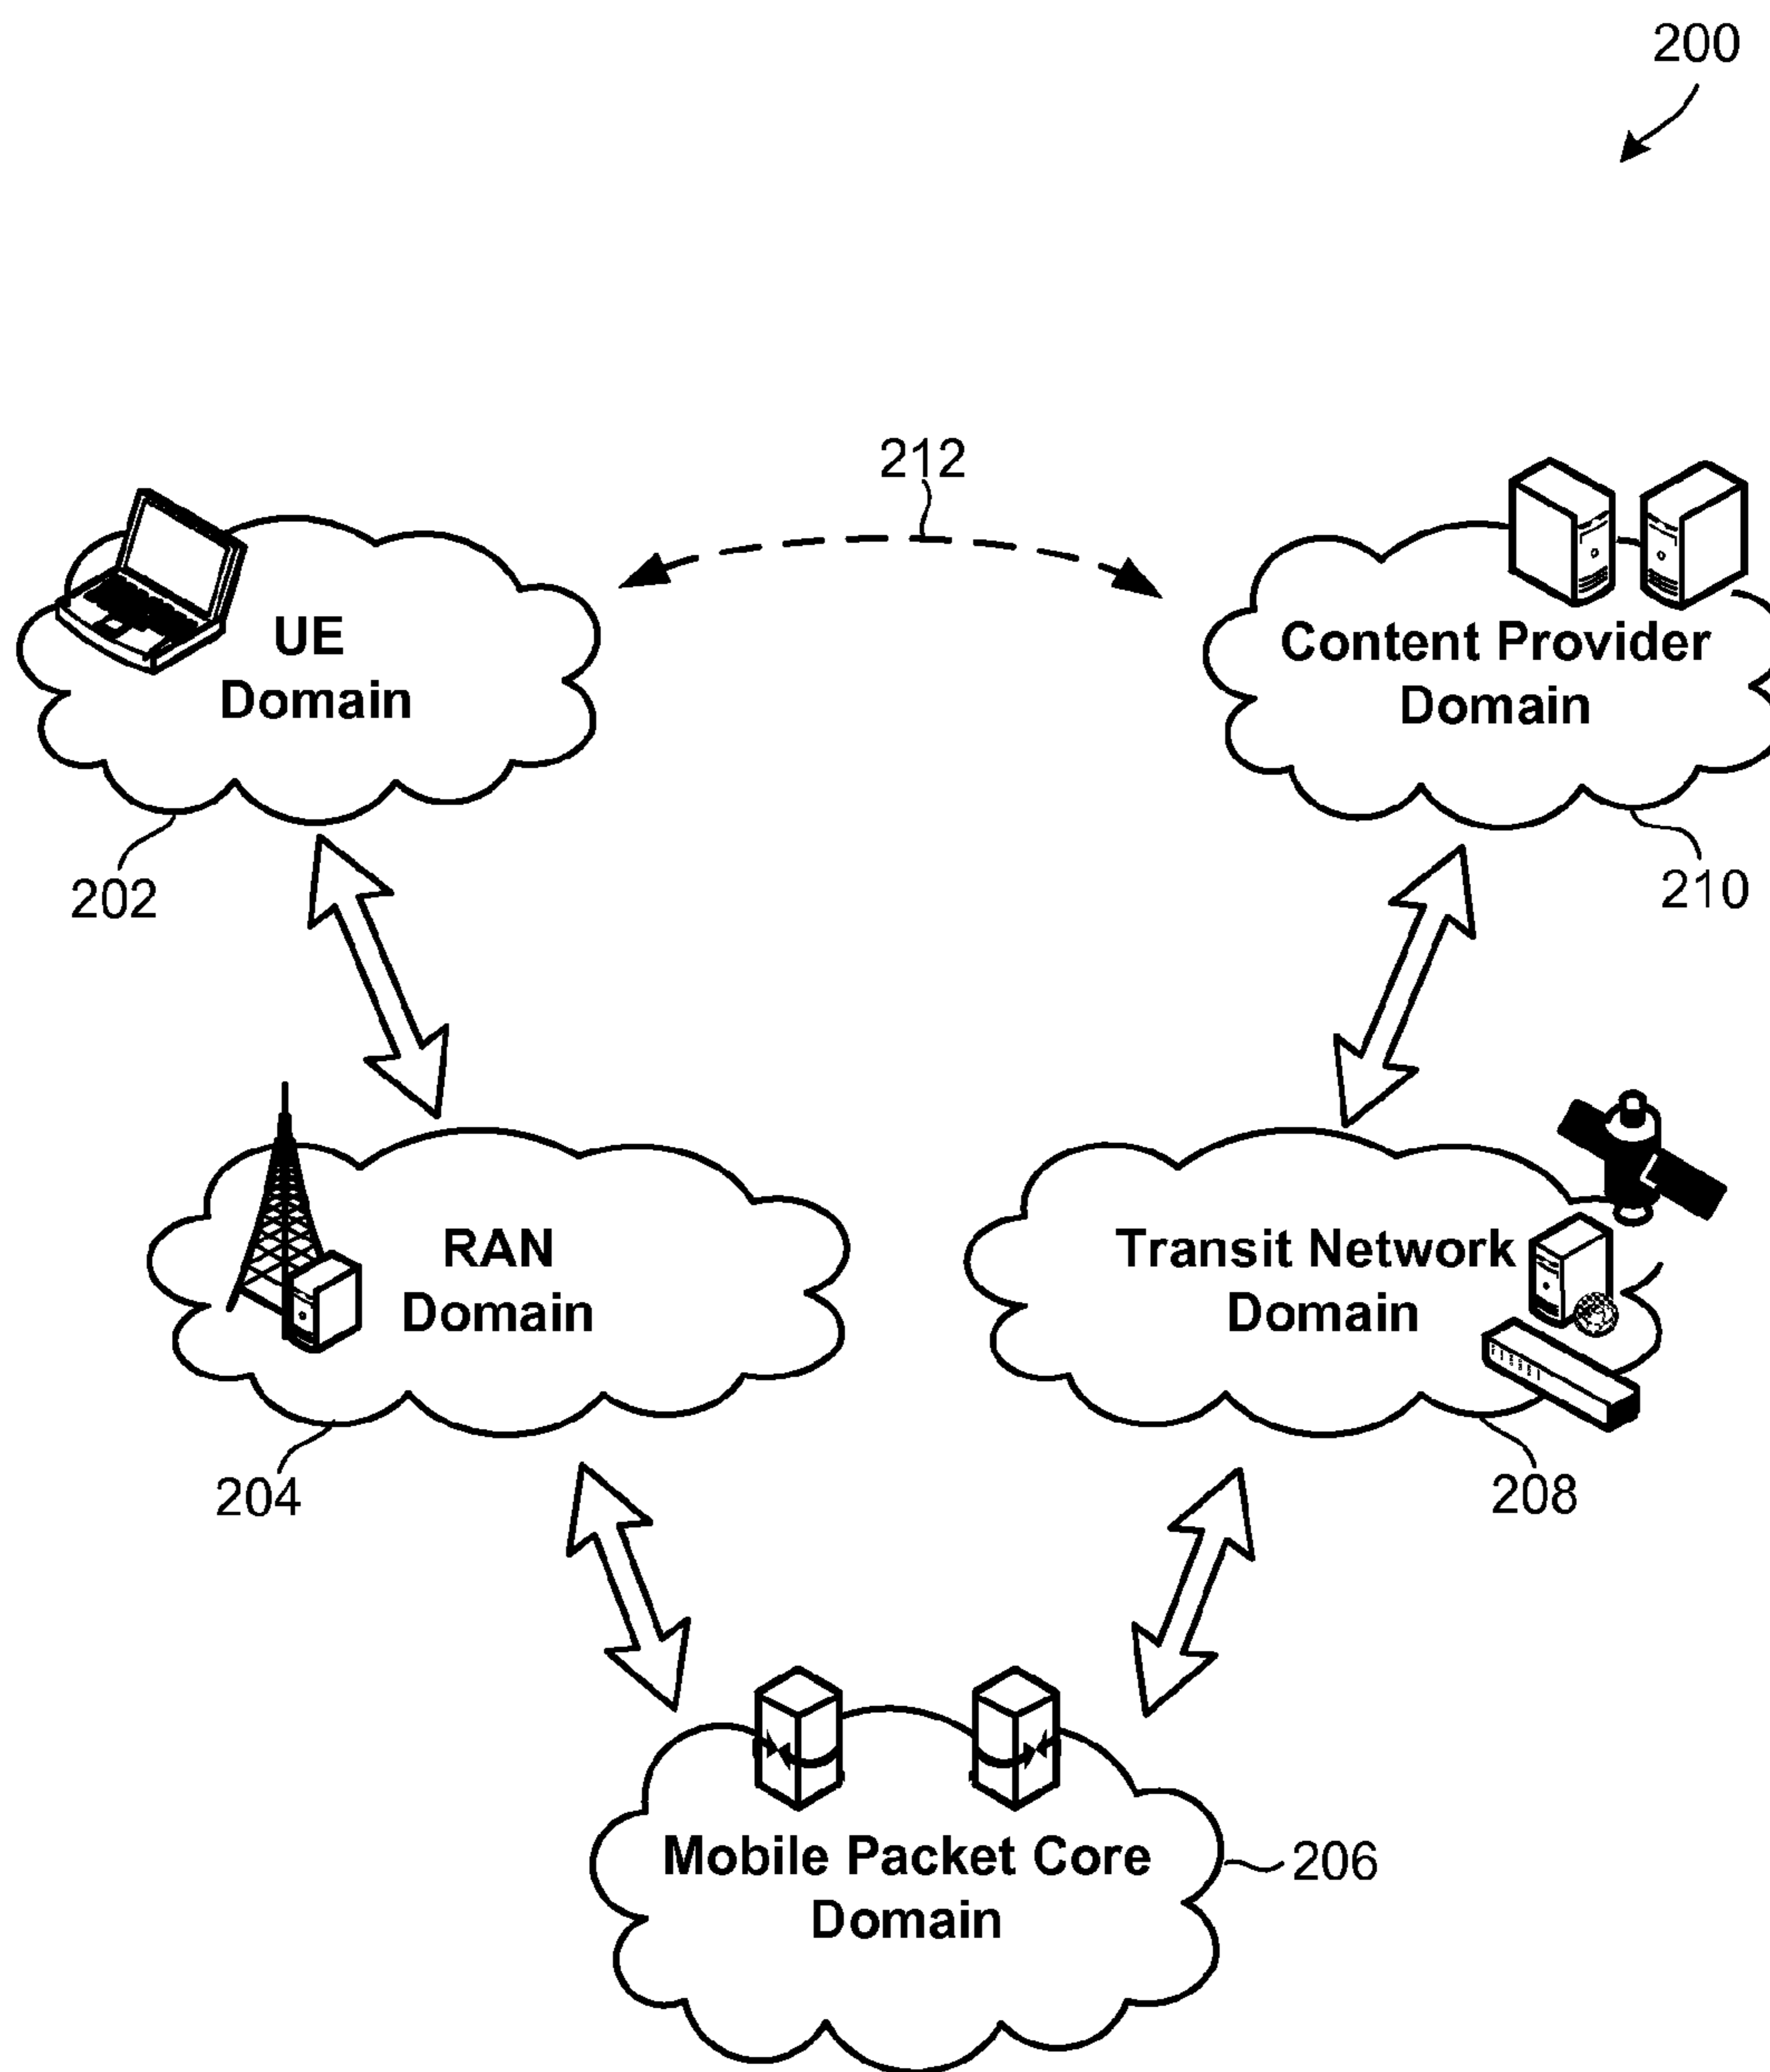 200
212
UE
Domain
Content Provider
Domain
202
210
RAN
Domain
Transit Network
Domain
204
208
Mobile Packet Core
Domain
206